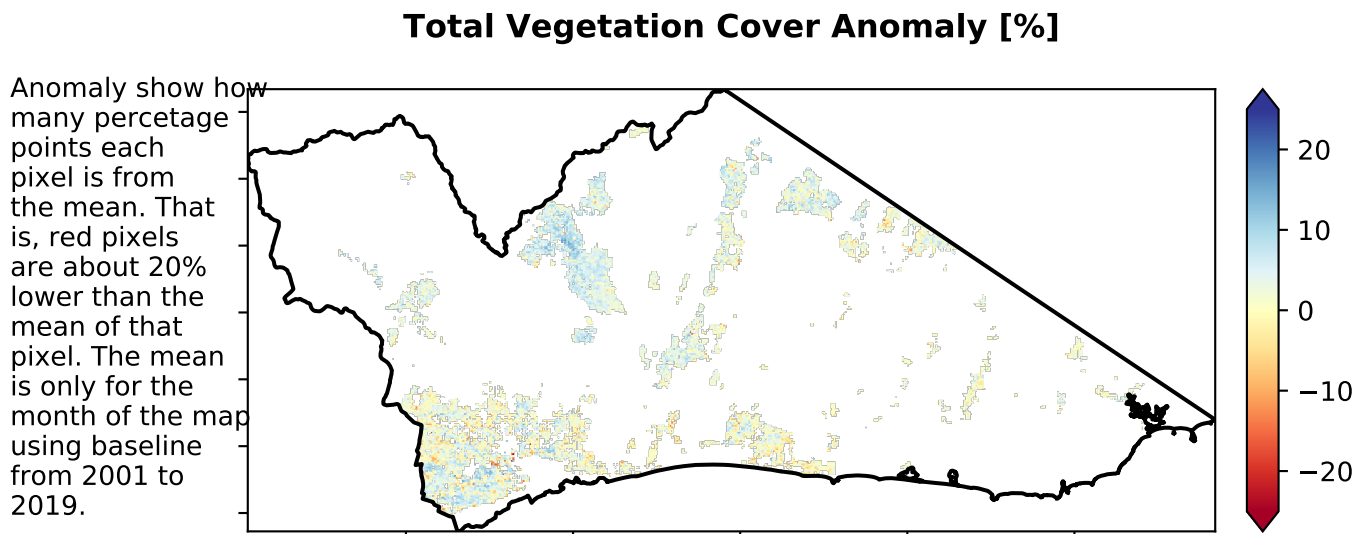 Total Vegetation Cover Anomaly [%]
Anomaly show how
many percetage
points each
pixel is from
the mean. That
is, red pixels
are about 20%
lower than the
mean of that
pixel. The mean
is only for the
month of the map
using baseline
from 2001 to
2019.
20
10
0
−10
−20